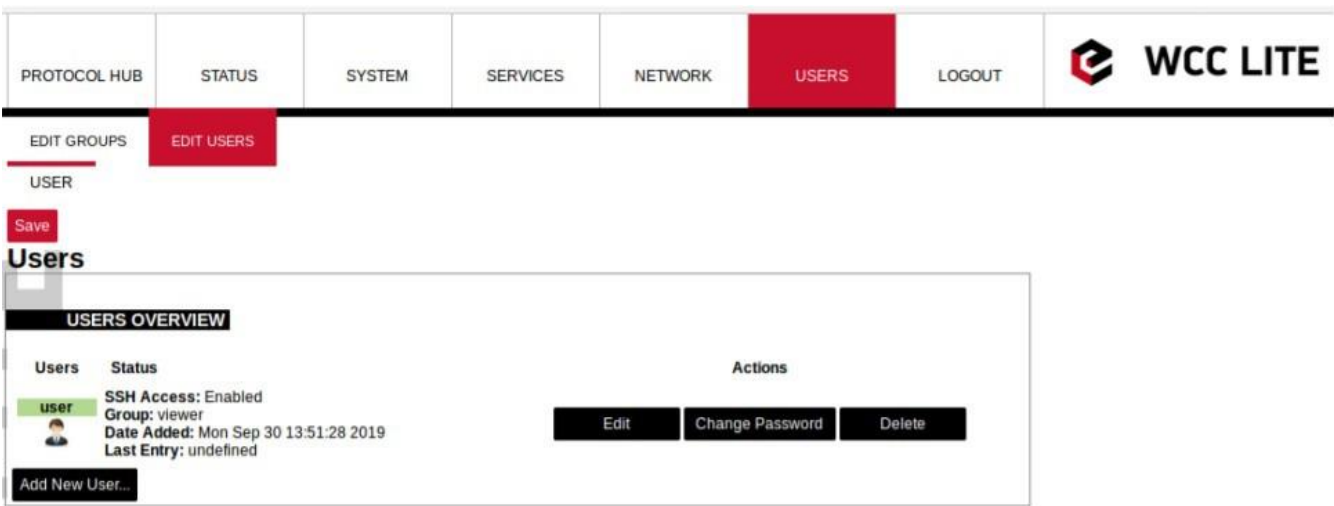 PROTOCOL HUB STATUS SYSTEM SERVICES NETWORK USERS LOGOUT WCC LITE
EDIT GROUPS EDIT USERS
USER
Save
Users
USERS OVERVIEW
Users Status Actions
user
SSH Access: Enabled
Group: viewer
Date Added: Mon Sep 30 13:51:28 2019
Last Entry: undefined
Edit Change Password Delete
Add New User...